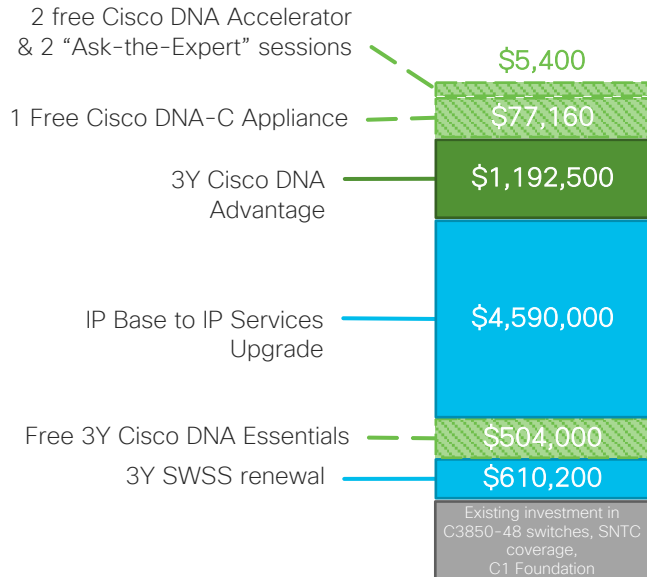 2 free Cisco DNA Accelerator
& 2 “Ask-the-Expert” sessions
$5,400
1 Free Cisco DNA-C Appliance
$77,160
3Y Cisco DNA
Advantage
$1,192,500
IP Base to IP Services
Upgrade
$4,590,000
Free 3Y Cisco DNA Essentials
$504,000
3Y SWSS renewal
$610,200
Existing investment in
C3850-48 switches, SNTC
coverage,
C1 Foundation